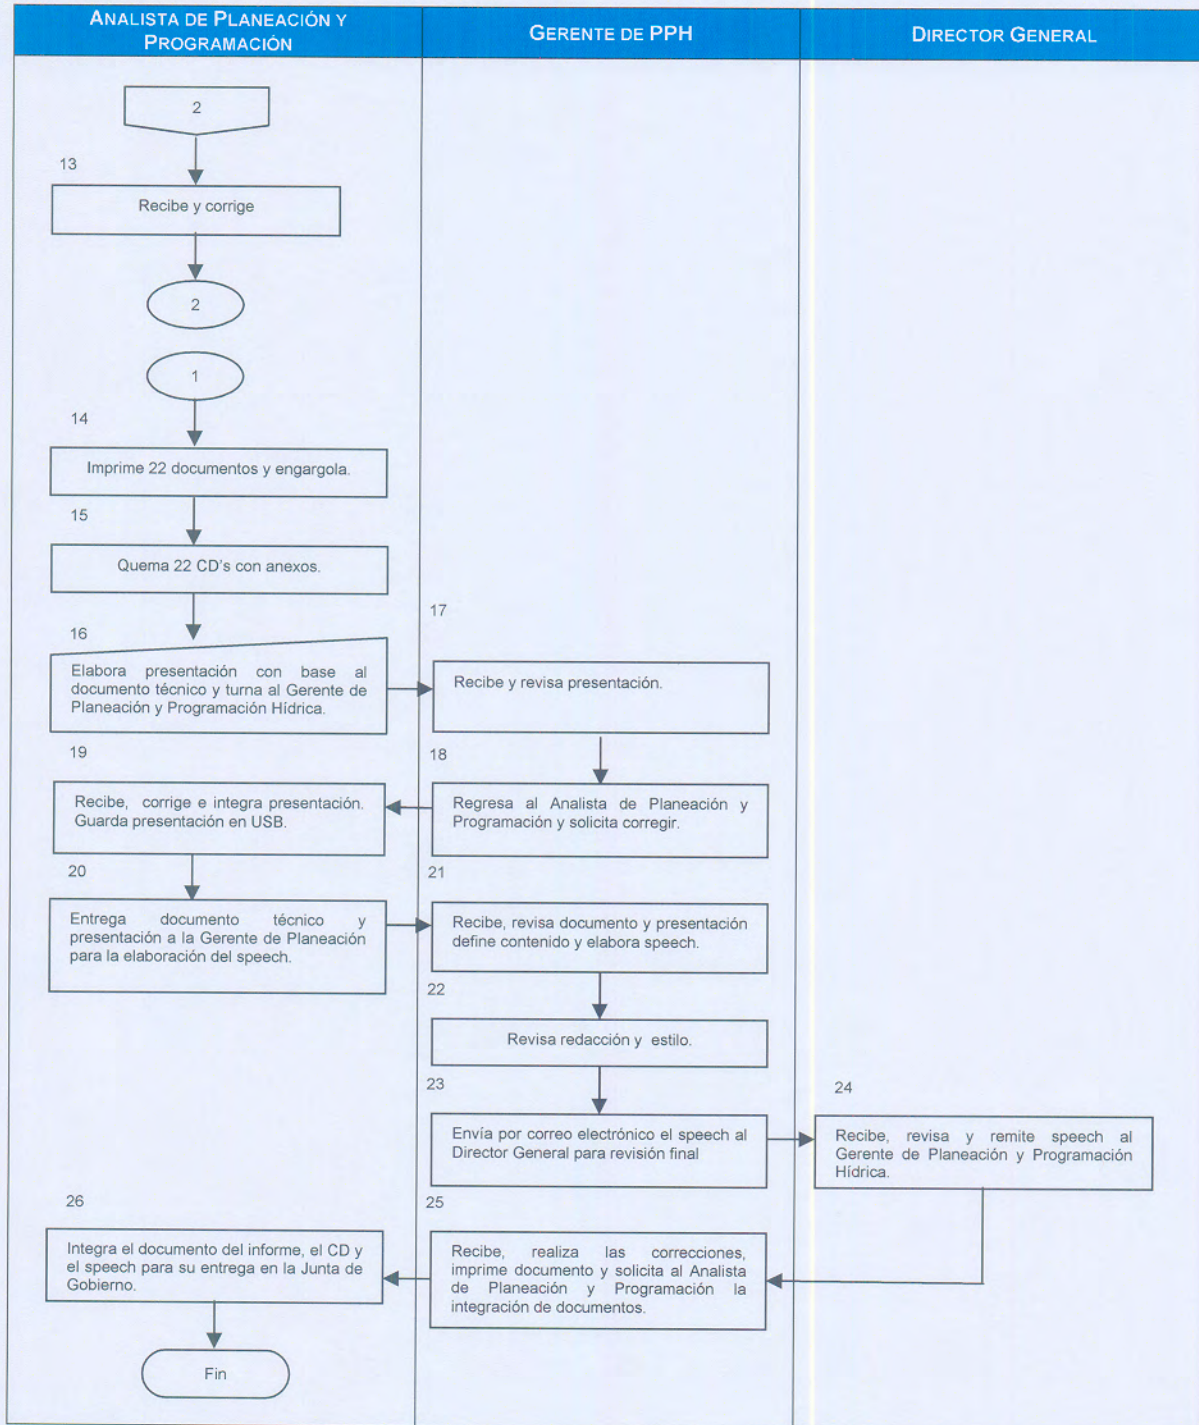 ANALISTA DE PLANEACIÓN Y
PROGRAMACIÓN
GERENTE DE PPH
DIRECTOR GENERAL
2
13
Recibe y corrige
2
1
14
Imprime 22 documentos y engargola.
15
Quema 22 CD's con anexos.
16
Elabora presentación con base al
documento técnico y turna al Gerente de
Planeación y Programación Hídrica.
17
Recibe y revisa presentación.
18
Regresa al Analista de Planeación y
Programación y solicita corregir.
19
Recibe, corrige e integra presentación.
Guarda presentación en USB.
20
Entrega documento técnico y
presentación a la Gerente de Planeación
para la elaboración del speech.
21
Recibe, revisa documento y presentación
define contenido y elabora speech.
22
Revisa redacción y estilo.
23
Envía por correo electrónico el speech al
Director General para revisión final
24
Recibe, revisa y remite speech al
Gerente de Planeación y Programación
Hídrica.
25
Recibe, realiza las correcciones,
imprime documento y solicita al Analista
de Planeación y Programación la
integración de documentos.
26
Integra el documento del informe, el CD y
el speech para su entrega en la Junta de
Gobierno.
Fin